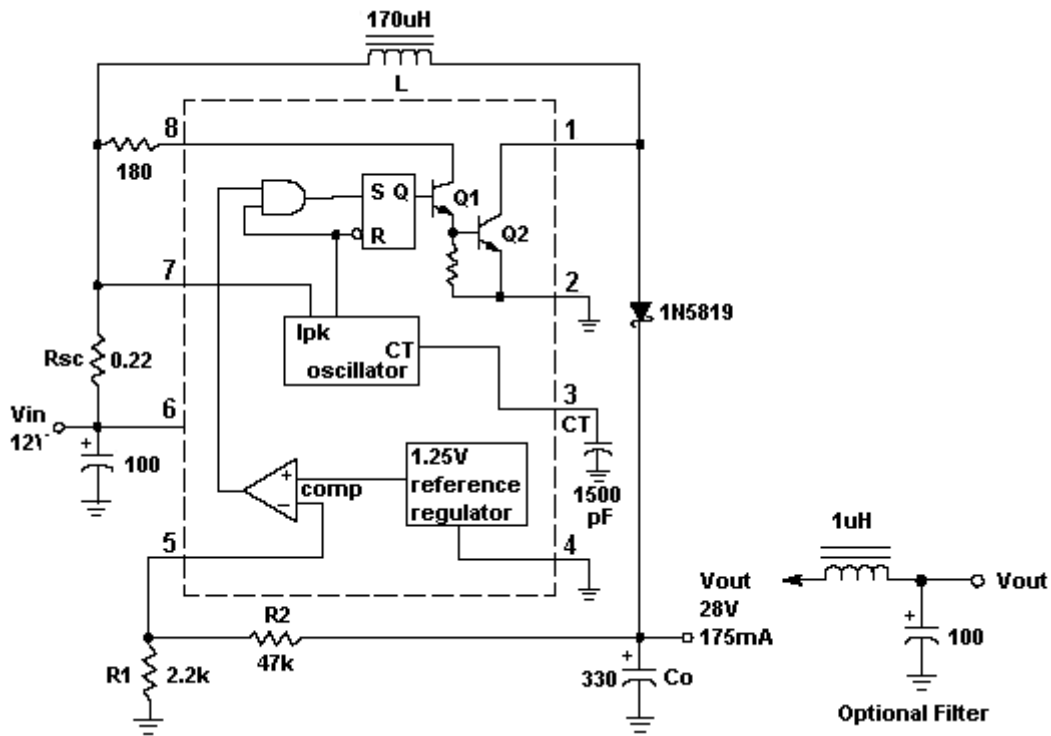 170uH
L
8
1
180
S Q
Q1
R
Q2
7
2
1N5819
Ipk
CT
oscillator
Rsc
0.22
3
CT
Vin
6
+
100
1.25V
reference
regulator
+
comp
−
1500
pF
1uH
5
4
Vout
28V
175mA
Vout
R2
47k
+
100
R1
2.2k
+
330
Co
Optional Filter